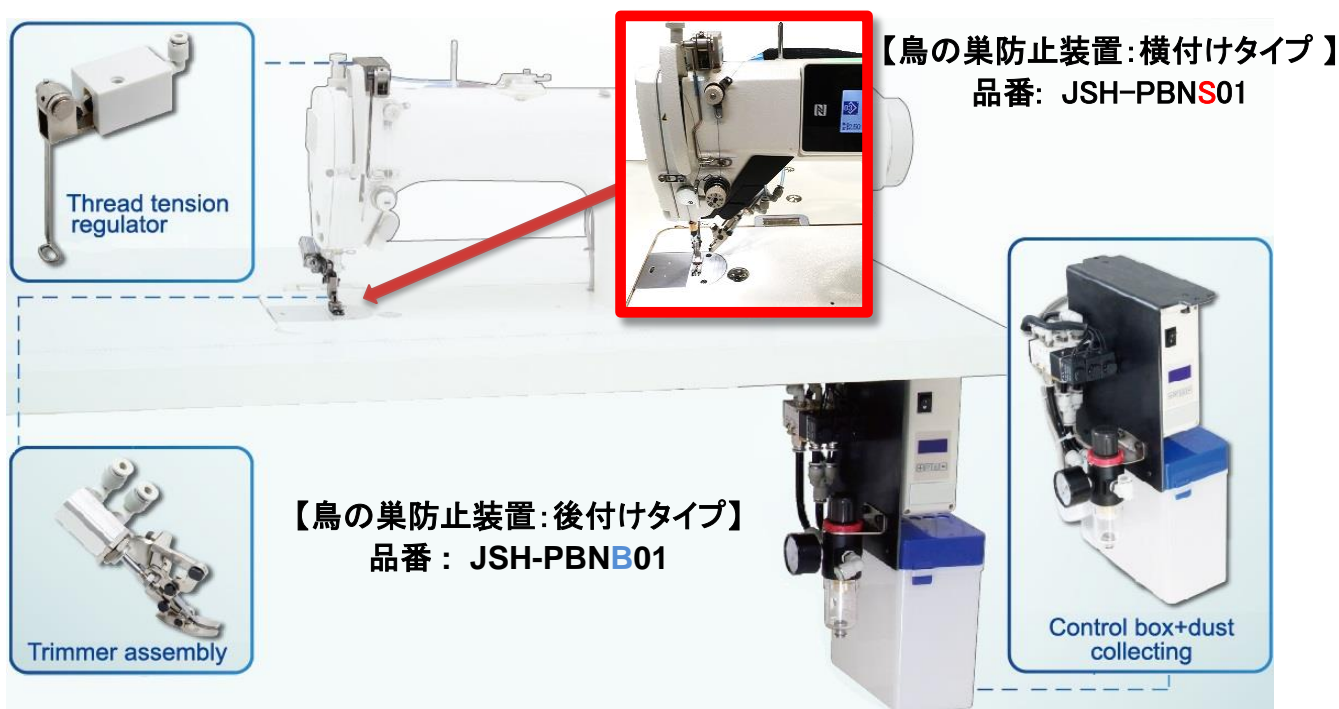 【鳥の巣防止装置：横付けタイプ 】
品番： JSH-PBNS01
Thread tension
regulator
【鳥の巣防止装置：後付けタイプ】
品番： JSH-PBNB01
Trimmer assembly
Control box+dust
collecting